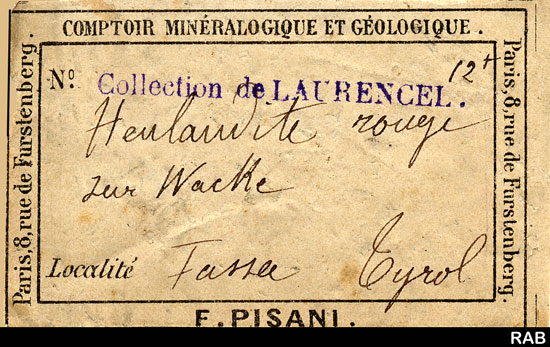 COMPTOIR MINÉRALOGIQUE ET GÉOLOGIQUE.
Paris, 8, rue de Furstenberg.
Nº
12+
Collection de LAURENCEL.
Heulandite rouge
sur Wacke
Localité Fassa Tyrol
Paris, 8, rue de Furstenberg.
F. PISANI.
RAB